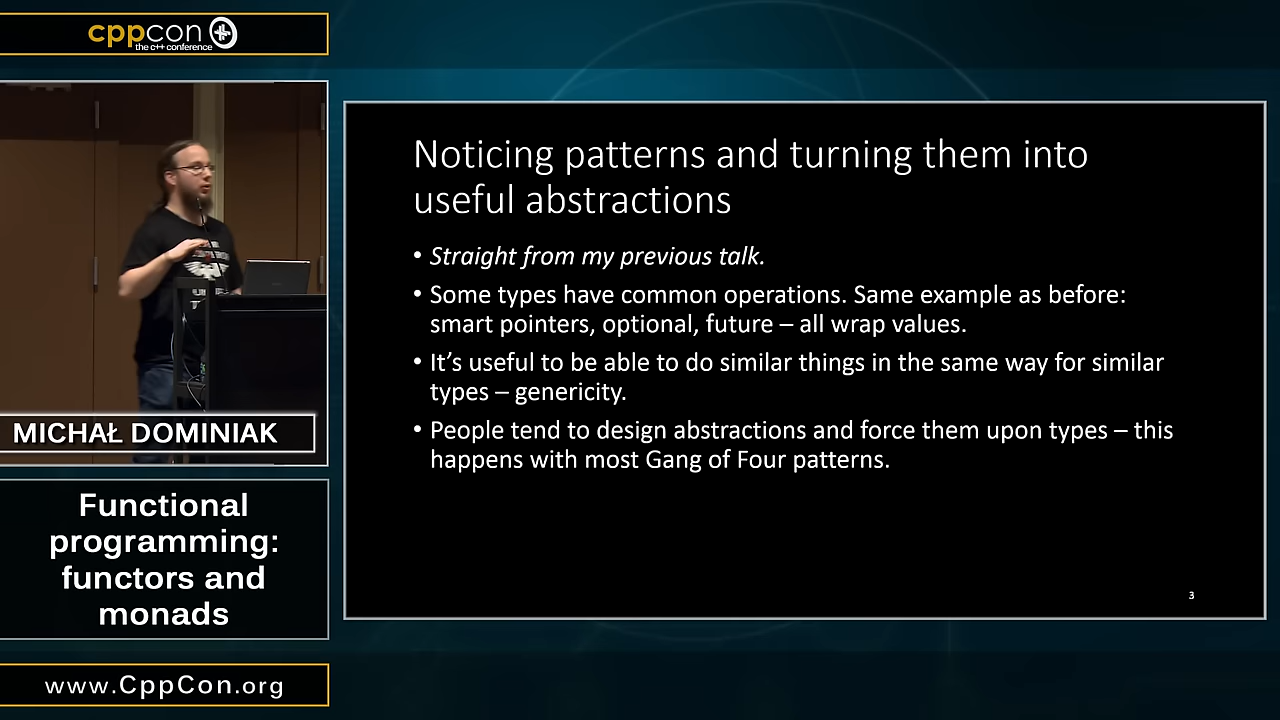 cppcon
the c++ conference
MICHAŁ DOMINIAK
Functional
programming:
functors and
monads
www.CppCon.org
Noticing patterns and turning them into
useful abstractions
• Straight from my previous talk.
• Some types have common operations. Same example as before:
smart pointers, optional, future – all wrap values.
• It’s useful to be able to do similar things in the same way for similar
types – genericity.
• People tend to design abstractions and force them upon types – this
happens with most Gang of Four patterns.
3